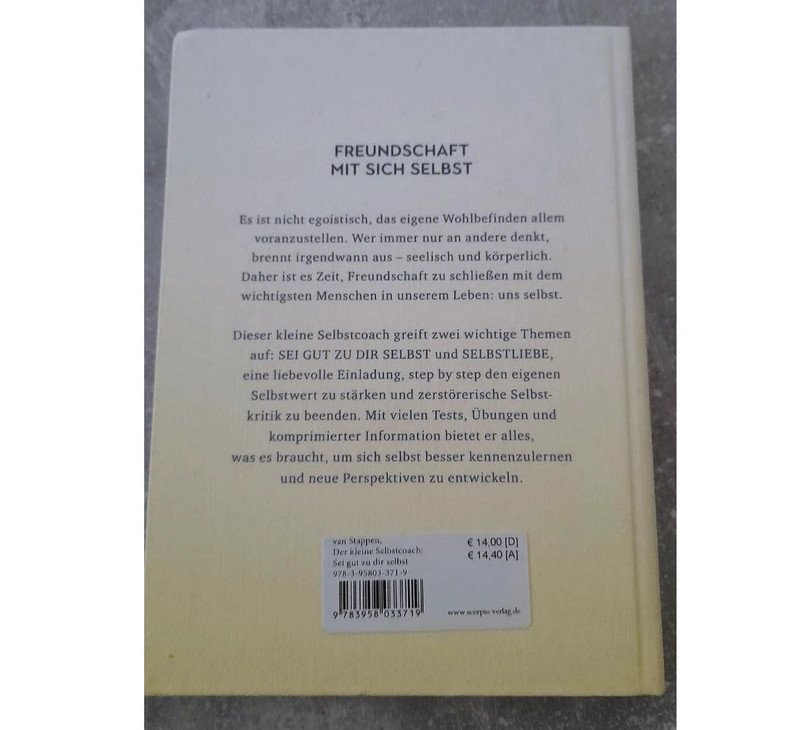 FREUNDSCHAFT
MIT SICH SELBST
Es ist nicht egoistisch, das eigene Wohlbefinden allem
voranzustellen. Wer immer nur an andere denkt,
brennt irgendwann aus – seelisch und körperlich.
Daher ist es Zeit, Freundschaft zu schließen mit dem
wichtigsten Menschen in unserem Leben: uns selbst.
Dieser kleine Selbstcoach greift zwei wichtige Themen
auf: SEI GUT ZU DIR SELBST und SELBSTLIEBE,
eine liebevolle Einladung, step by step den eigenen
Selbstwert zu stärken und zerstörerische Selbst-
kritik zu beenden. Mit vielen Tests, Übungen und
komprimierter Information bietet er alles,
was es braucht, um sich selbst besser kennenzulernen
und neue Perspektiven zu entwickeln.
van Stappen,
Der kleine Selbstcoach:
Sei gut zu dir selbst
978-3-95803-371-9
€ 14,00 [D]
€ 14,40 [A]
9 783958 033719
www.scorpio-verlag.de